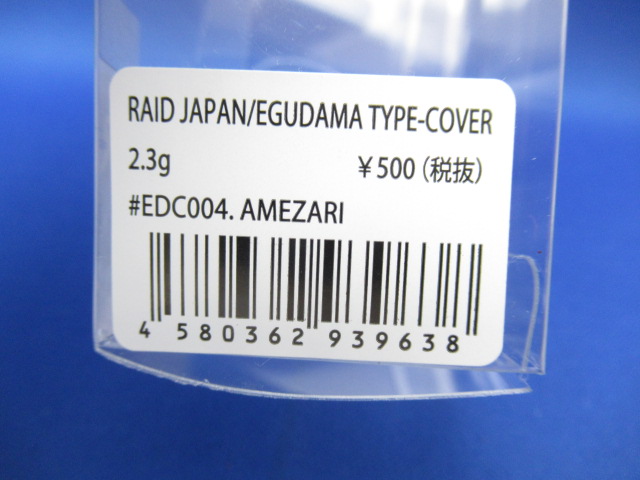 RAID JAPAN/EGUDAMA TYPE-COVER
2.3g ¥500(税抜)
#EDC004. AMEZARI
4 580362 939638